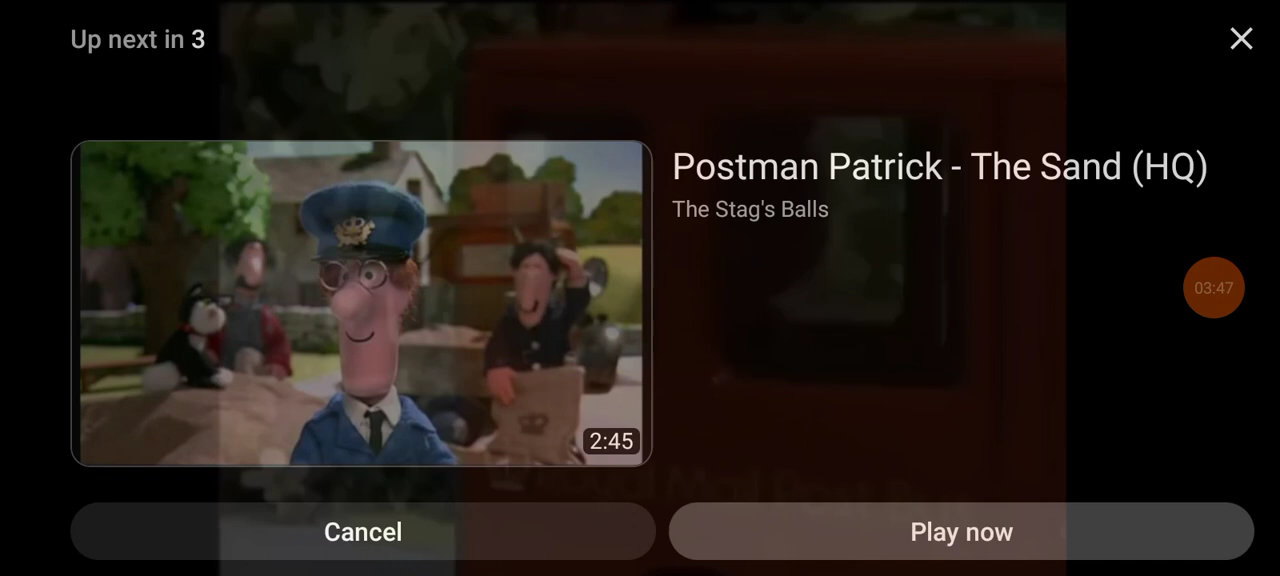 Up next in 3
Postman Patrick - The Sand (HQ)
The Stag's Balls
03:47
2:45
Cancel
Play now